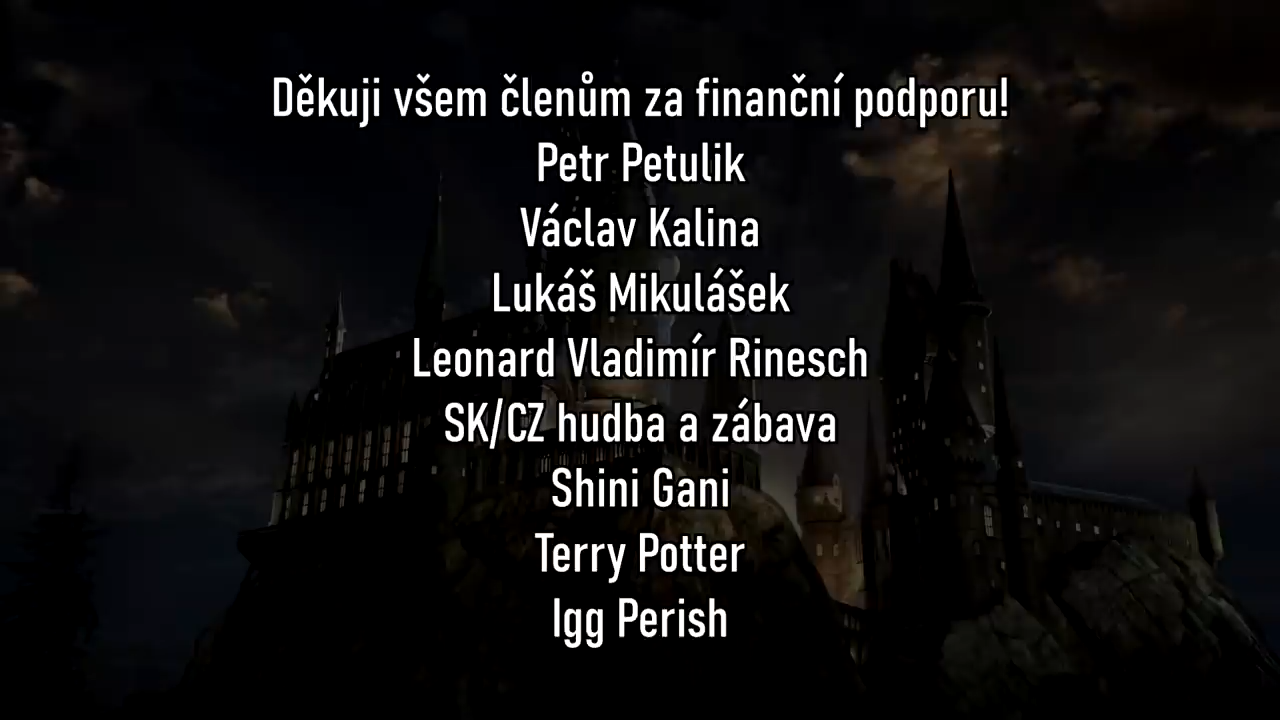 Děkuji všem členům za finanční podporu!
Petr Petulik
Václav Kalina
Lukáš Mikulášek
Leonard Vladimír Rinesch
SK/CZ hudba a zábava
Shini Gani
Terry Potter
Igg Perish